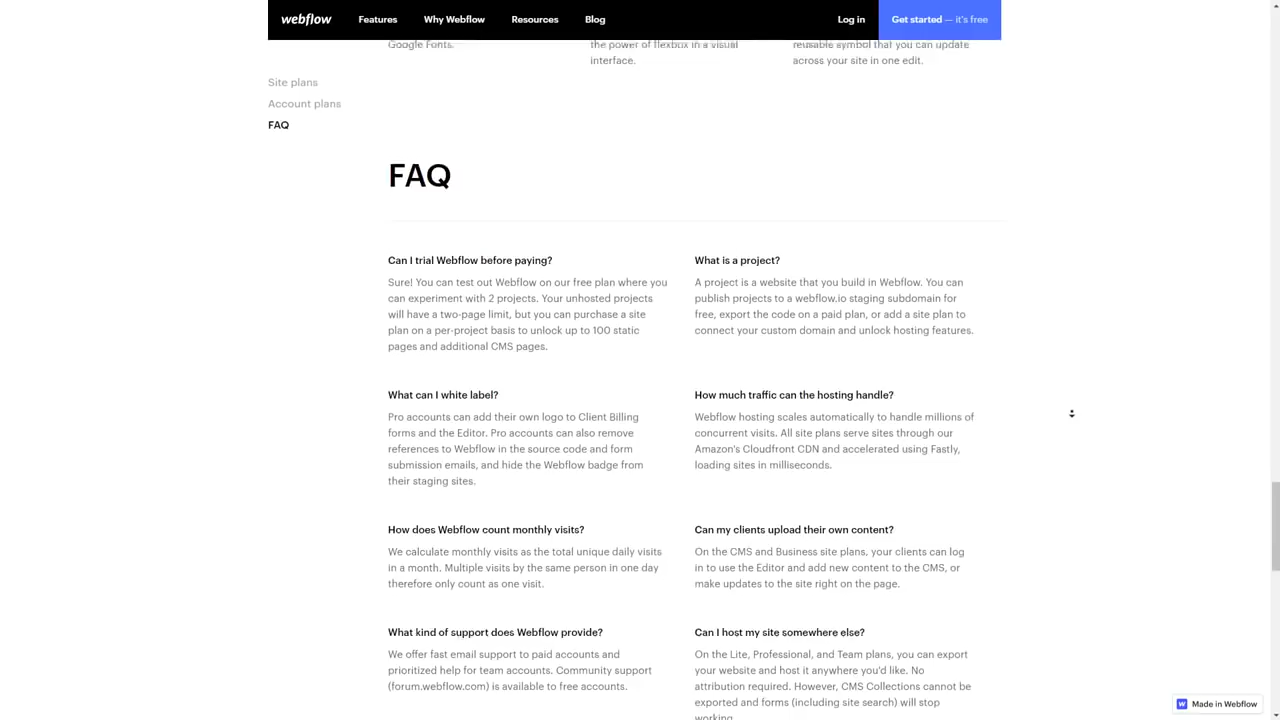 webflow Features Why Webflow Resources Blog Log in Get started — it's free
Google Fonts.
the power of flexbox in a visual
interface.
reusable symbol that you can update
across your site in one edit.
Site plans
Account plans
FAQ
FAQ
Can I trial Webflow before paying?
Sure! You can test out Webflow on our free plan where you
can experiment with 2 projects. Your unhosted projects
will have a two-page limit, but you can purchase a site
plan on a per-project basis to unlock up to 100 static
pages and additional CMS pages.
What is a project?
A project is a website that you build in Webflow. You can
publish projects to a webflow.io staging subdomain for
free, export the code on a paid plan, or add a site plan to
connect your custom domain and unlock hosting features.
What can I white label?
Pro accounts can add their own logo to Client Billing
forms and the Editor. Pro accounts can also remove
references to Webflow in the source code and form
submission emails, and hide the Webflow badge from
their staging sites.
How much traffic can the hosting handle?
Webflow hosting scales automatically to handle millions of
concurrent visits. All site plans serve sites through our
Amazon's Cloudfront CDN and accelerated using Fastly,
loading sites in milliseconds.
How does Webflow count monthly visits?
We calculate monthly visits as the total unique daily visits
in a month. Multiple visits by the same person in one day
therefore only count as one visit.
Can my clients upload their own content?
On the CMS and Business site plans, your clients can log
in to use the Editor and add new content to the CMS, or
make updates to the site right on the page.
What kind of support does Webflow provide?
We offer fast email support to paid accounts and
prioritized help for team accounts. Community support
(forum.webflow.com) is available to free accounts.
Can I host my site somewhere else?
On the Lite, Professional, and Team plans, you can export
your website and host it anywhere you'd like. No
attribution required. However, CMS Collections cannot be
exported and forms (including site search) will stop
working.
Made in Webflow